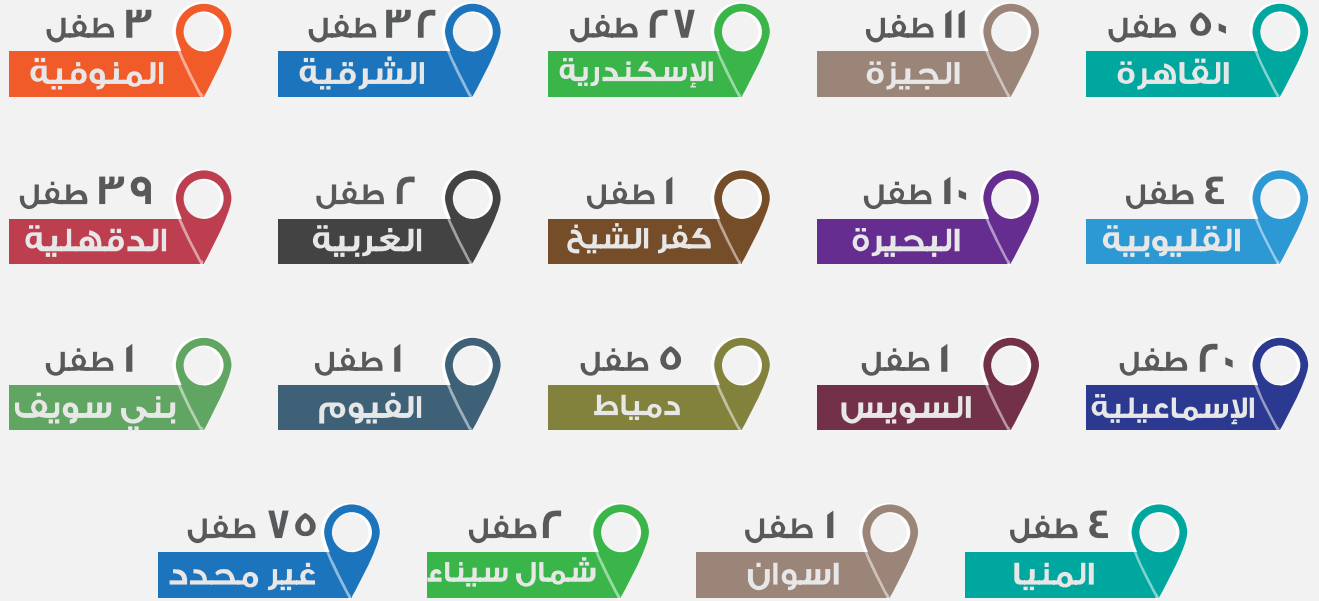 ٥٠ طفل
القاهرة
١١ طفل
الجيزة
٢٧ طفل
الإسكندرية
٣٢ طفل
الشرقية
٣ طفل
المنوفية
٤ طفل
القليوبية
١٠ طفل
البحيرة
١ طفل
كفر الشيخ
٢ طفل
الغربية
٣٩ طفل
الدقهلية
٢٠ طفل
الإسماعيلية
١ طفل
السويس
٥ طفل
دمياط
١ طفل
الفيوم
١ طفل
بني سويف
٤ طفل
المنيا
١ طفل
اسوان
٢طفل
شمال سيناء
٧٥ طفل
غير محدد